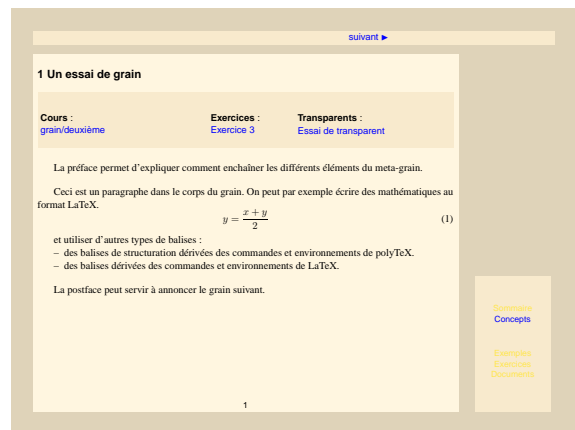 suivant ►
1 Un essai de grain
Cours :
grain/deuxième
Exercices :
Exercice 3
Transparents :
Essai de transparent
La préface permet d'expliquer comment enchaîner les différents éléments du meta-grain.
Ceci est un paragraphe dans le corps du grain. On peut par exemple écrire des mathématiques au
format LaTeX.
y = \frac{x + y}{2} (1)
et utiliser d'autres types de balises :
– des balises de structuration dérivées des commandes et environnements de polyTeX.
– des balises dérivées des commandes et environnements de LaTeX.
La postface peut servir à annoncer le grain suivant.
1
Concepts
Exemples
Exercices
Documents